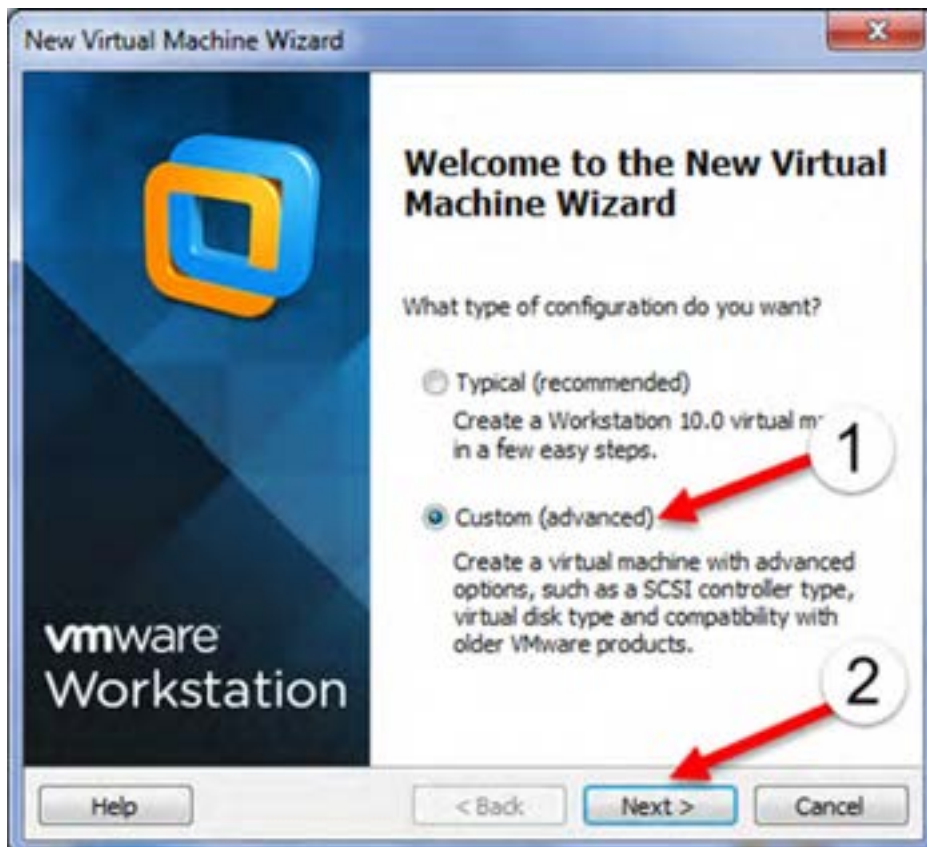 New Virtual Machine Wizard
x
Welcome to the New Virtual
Machine Wizard
What type of configuration do you want?
Typical (recommended)
Create a Workstation 10.0 virtual
in a few easy steps.
1
Custom (advanced)
Create a virtual machine with advanced
options, such as a SCSI controller type,
virtual disk type and compatibility with
older VMware products.
vmware
Workstation
2
Help
< Back
Next >
Cancel